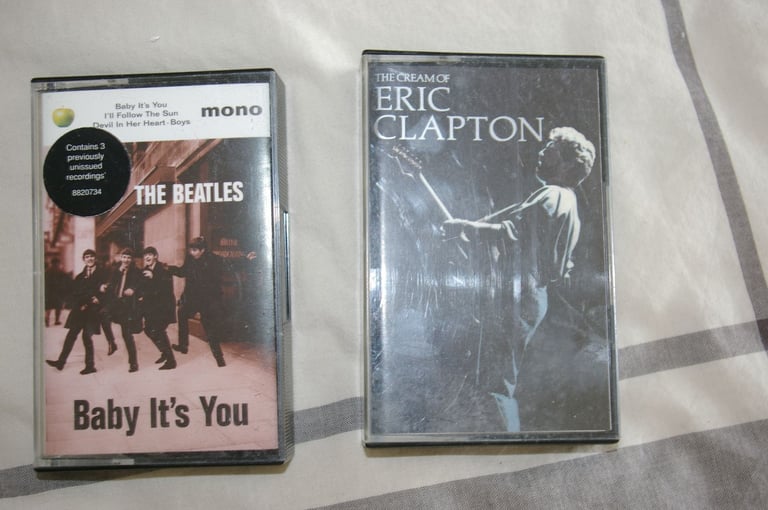 Baby It's You
I'll Follow The Sun
Devil In Her Heart · Boys
mono
Contains 3
previously
unissued
recordings'
8820734
THE BEATLES
Baby It's You
THE CREAM OF
ERIC
CLAPTON